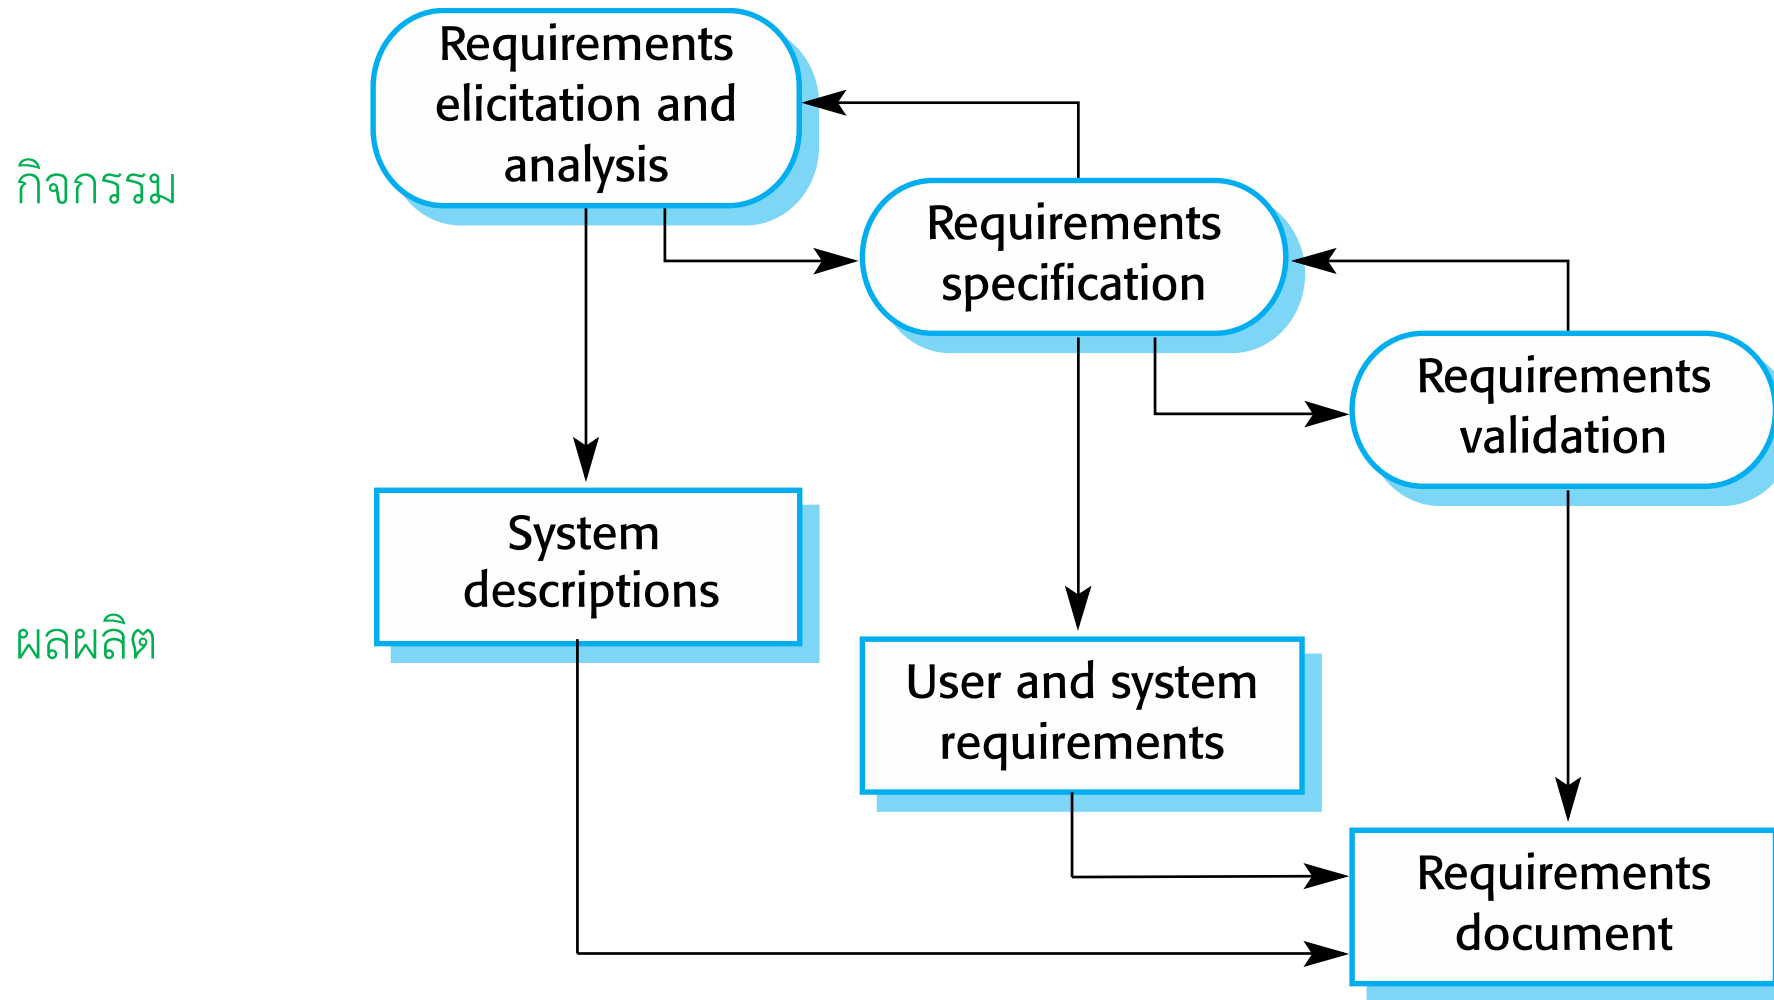 Requirements
elicitation and
analysis
กิจกรรม
Requirements
specification
Requirements
validation
System
descriptions
ผลผลิต
User and system
requirements
Requirements
document